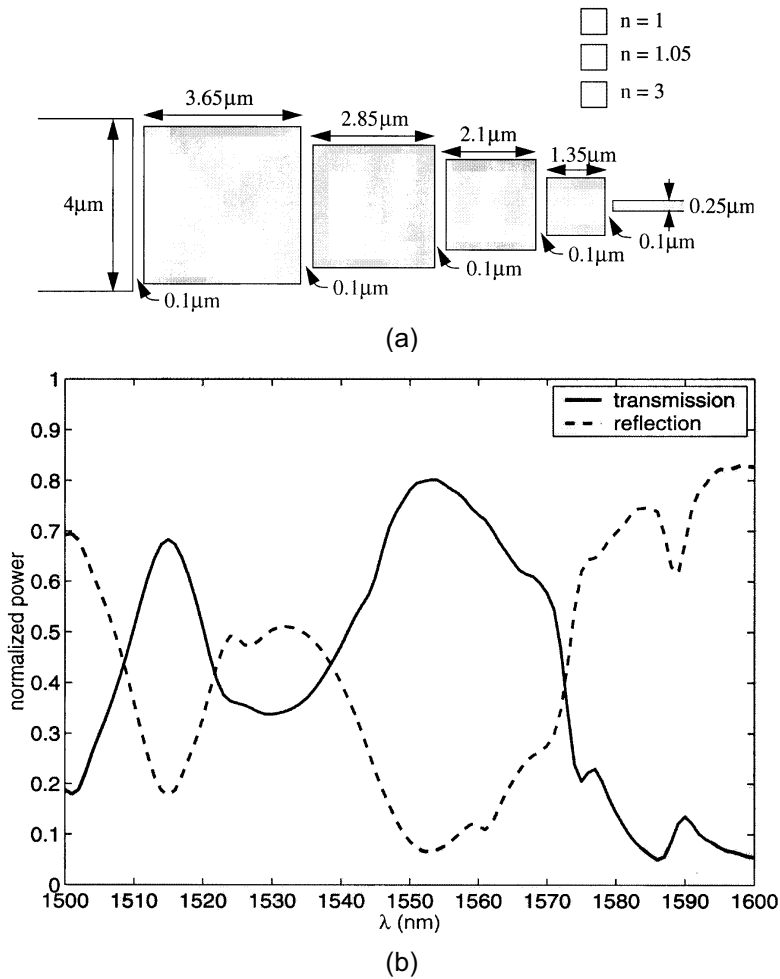 n = 1
n = 1.05
n = 3
3.65μm
2.85μm
2.1μm
1.35μm
4μm
0.25μm
0.1μm
0.1μm
0.1μm
0.1μm
0.1μm
(a)
1
0.9
0.8
0.7
0.6
0.5
0.4
0.3
0.2
0.1
0
normalized power
transmission
reflection
1500 1510 1520 1530 1540 1550 1560 1570 1580 1590 1600
λ (nm)
(b)